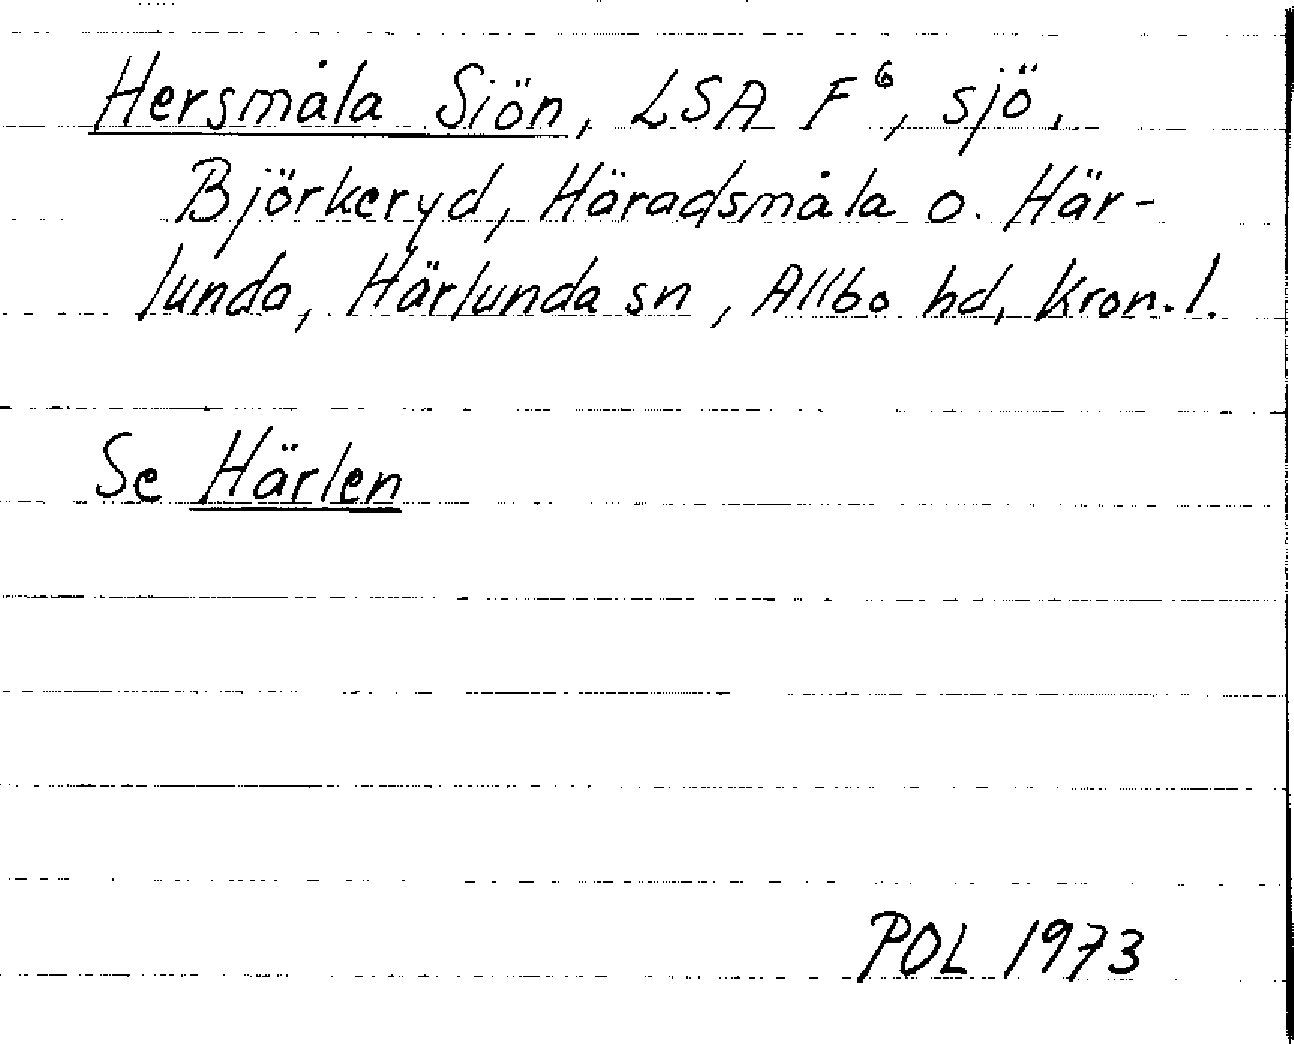 Hersmåla Siön, LSA F⁶, sjö,
Björkeryd, Häradsmåla o. Här-
lunda, Härlunda sn, Allbo hd, Kron. l.
Se Härlen
POL 1973